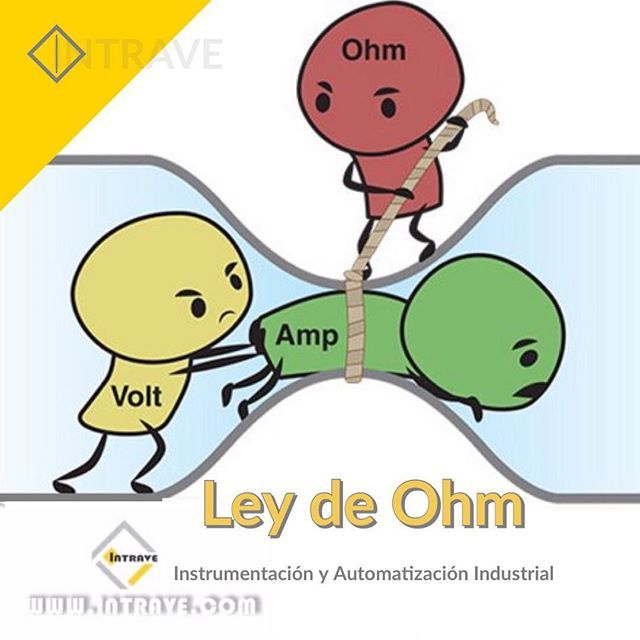 INTRAVE
Ohm
Amp
Volt
Ley de Ohm
INTRAVE
Instrumentación y Automatización Industrial
WWW.INTRAVE.COM